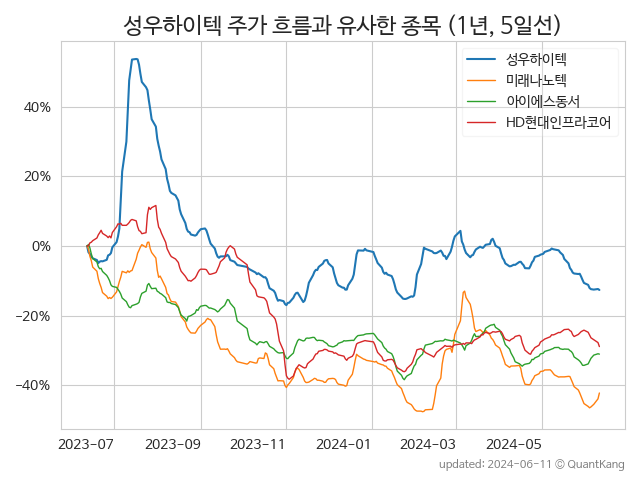 성우하이텍 주가 흐름과 유사한 종목 (1년, 5일선)
성우하이텍
미래나노텍
아이에스동서
HD현대인프라코어
40%
20%
0%
−20%
−40%
2023-07 2023-09 2023-11 2024-01 2024-03 2024-05
updated: 2024-06-11 © QuantKang